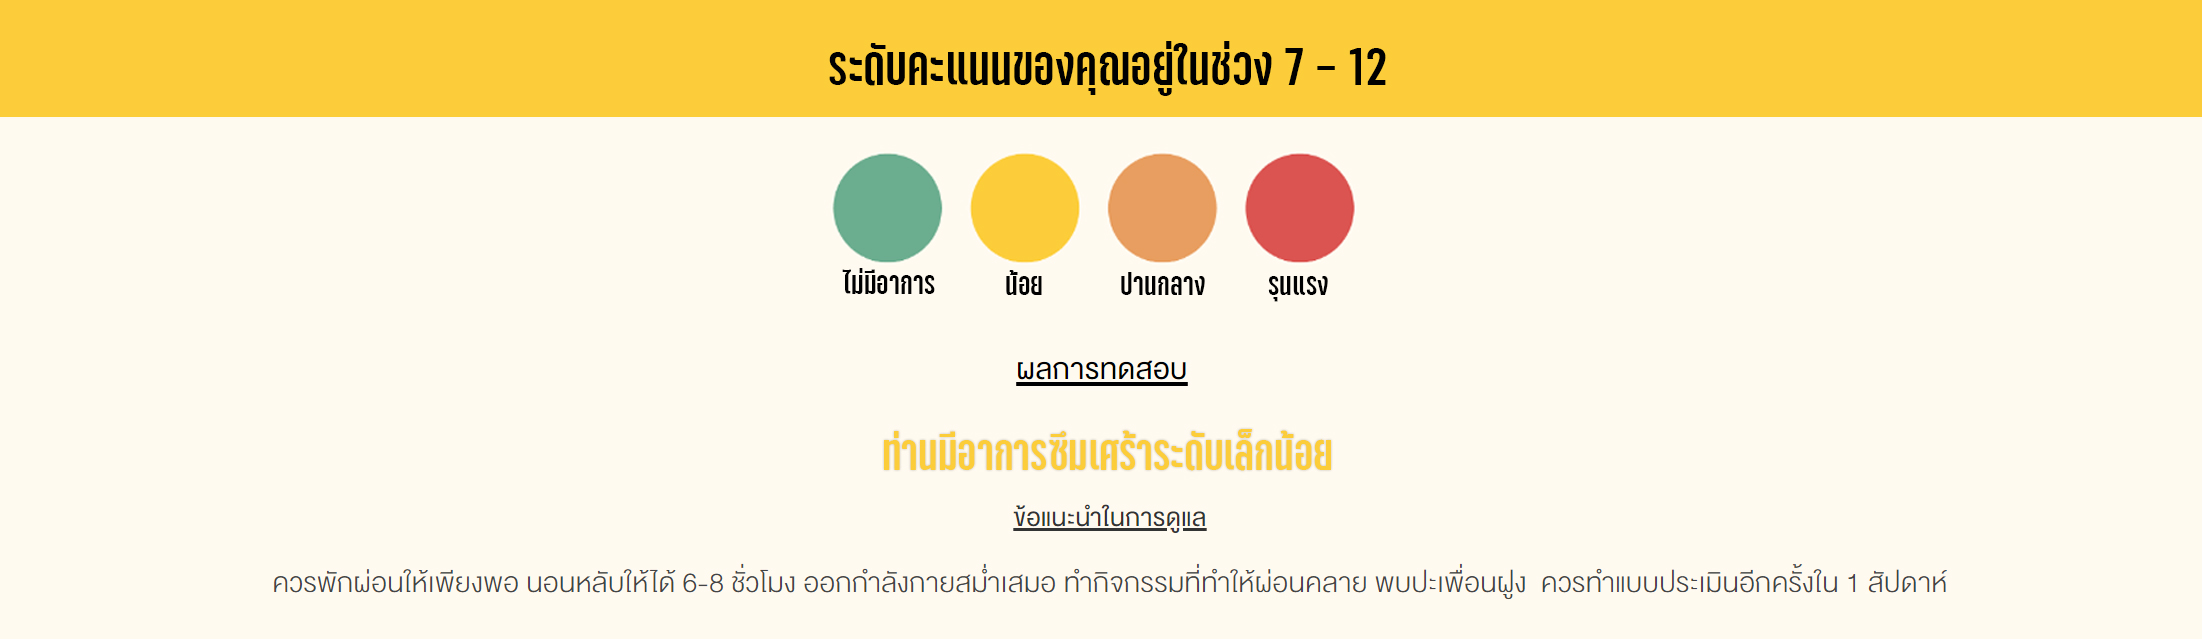 ระดับคะแนนของคุณอยู่ในช่วง 7 – 12
ไม่มีอาการ น้อย ปานกลาง รุนแรง
ผลการทดสอบ
ท่านมีอาการซึมเศร้าระดับเล็กน้อย
ข้อแนะนำในการดูแล
ควรพักผ่อนให้เพียงพอ นอนหลับให้ได้ 6-8 ชั่วโมง ออกกำลังกายสม่ำเสมอ ทำกิจกรรมที่ทำให้ผ่อนคลาย พบปะเพื่อนฝูง ควรทำแบบประเมินอีกครั้งใน 1 สัปดาห์